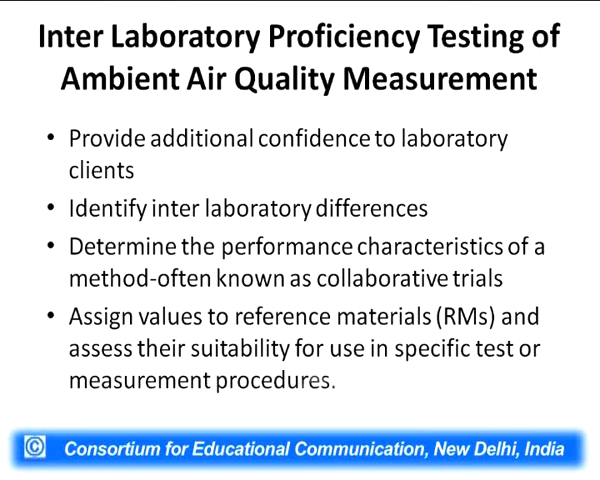 Inter Laboratory Proficiency Testing of
Ambient Air Quality Measurement
• Provide additional confidence to laboratory
clients
• Identify inter laboratory differences
• Determine the performance characteristics of a
method-often known as collaborative trials
• Assign values to reference materials (RMs) and
assess their suitability for use in specific test or
measurement procedures.
© Consortium for Educational Communication, New Delhi, India